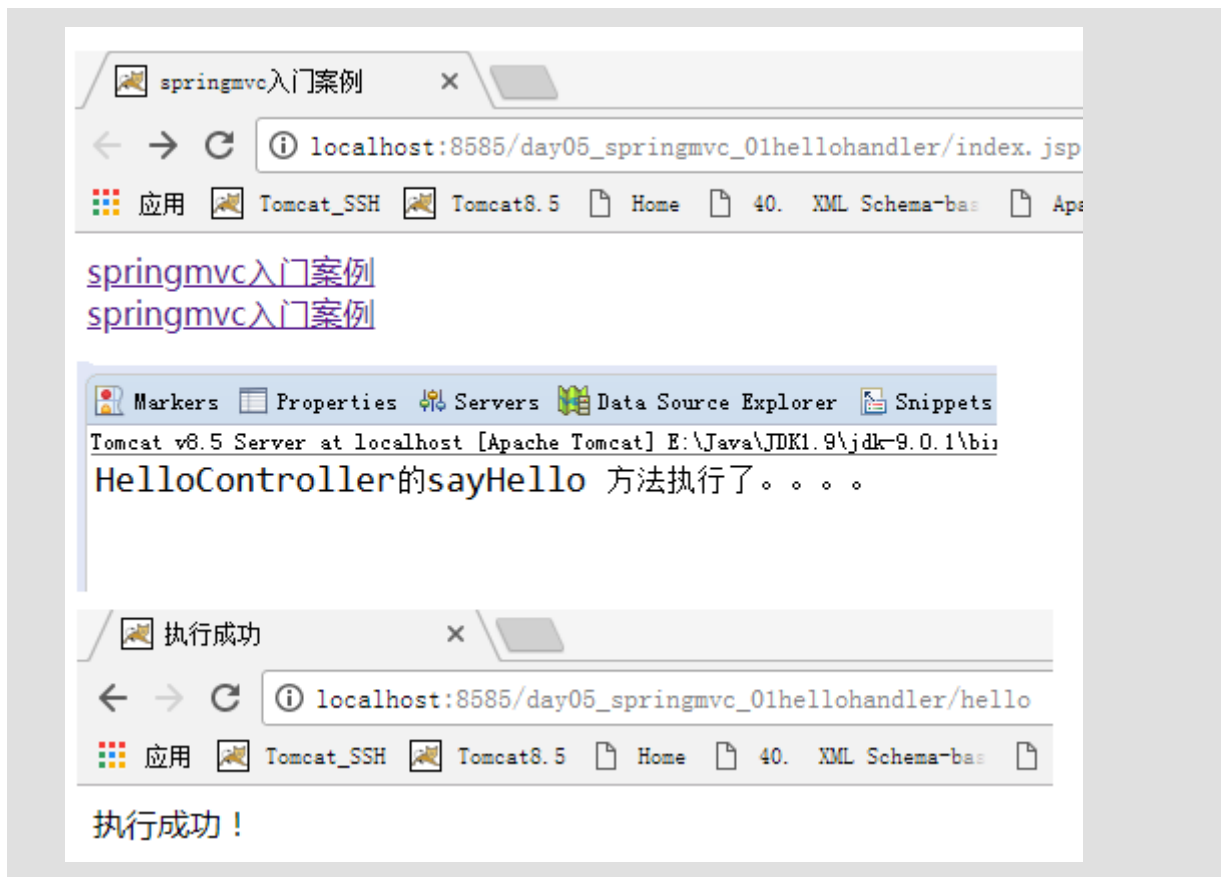 springmvc入门案例
localhost:8585/day05_springmvc_01hellohandler/index.jsp
应用 Tomcat_SSH Tomcat8.5 Home 40. XML Schema-bas Apa
springmvc入门案例
springmvc入门案例
Markers Properties Servers Data Source Explorer Snippets
Tomcat v8.5 Server at localhost [Apache Tomcat] E:\Java\JDK1.9\jdk-9.0.1\bin
HelloController的sayHello 方法执行了。。。。
执行成功
localhost:8585/day05_springmvc_01hellohandler/hello
应用 Tomcat_SSH Tomcat8.5 Home 40. XML Schema-bas
执行成功！